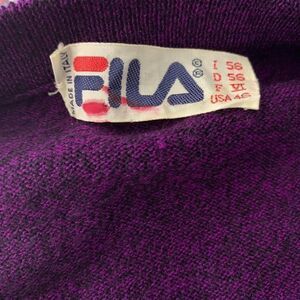 MADE IN ITALY
FILA®
I 56
D 56
F VI
USA 46